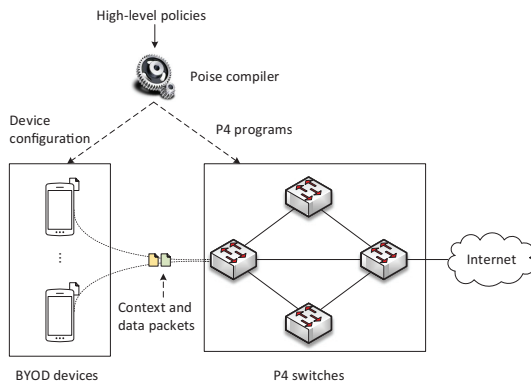 High-level policies
Poise compiler
Device
configuration
P4 programs
...
Internet
Context and
data packets
BYOD devices
P4 switches